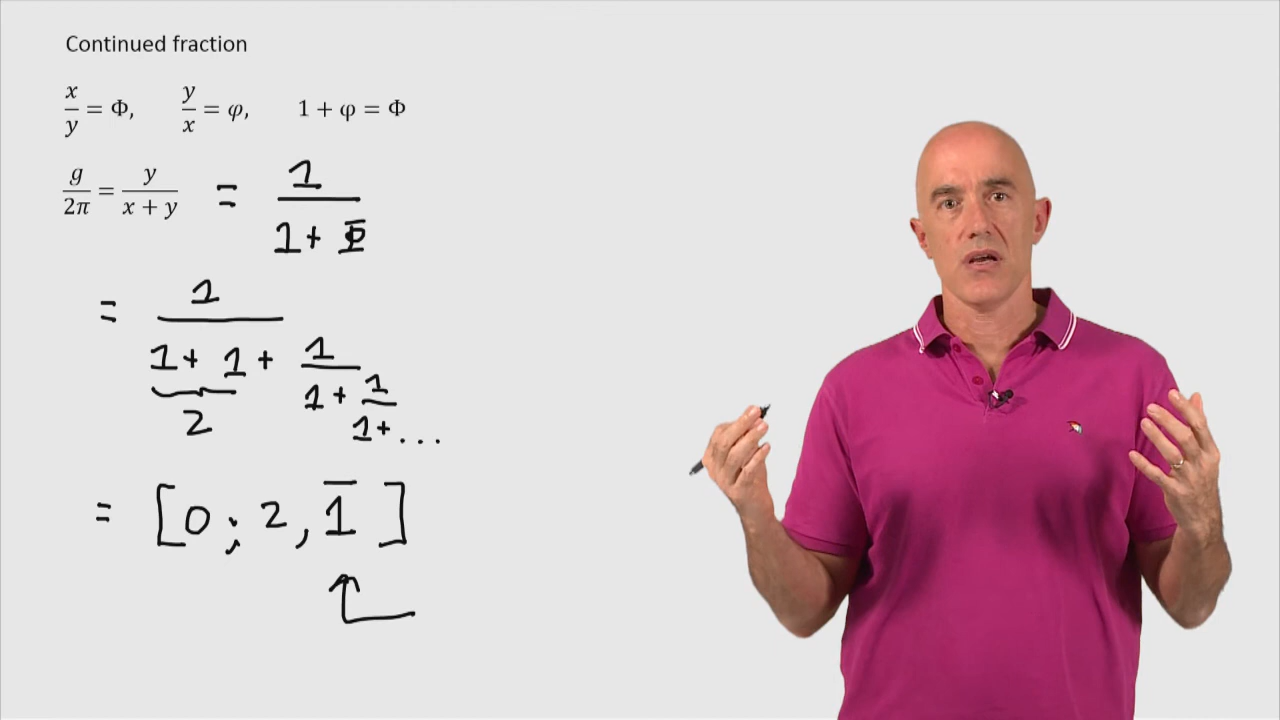 Continued fraction
x/y = Φ, y/x = φ, 1 + φ = Φ
g/2π = y/(x + y) = 1/(1 + Φ)
= 1/(1 + 1 + 1/(1 + 1/(1 + ...
2
= [0; 2, 1̅]